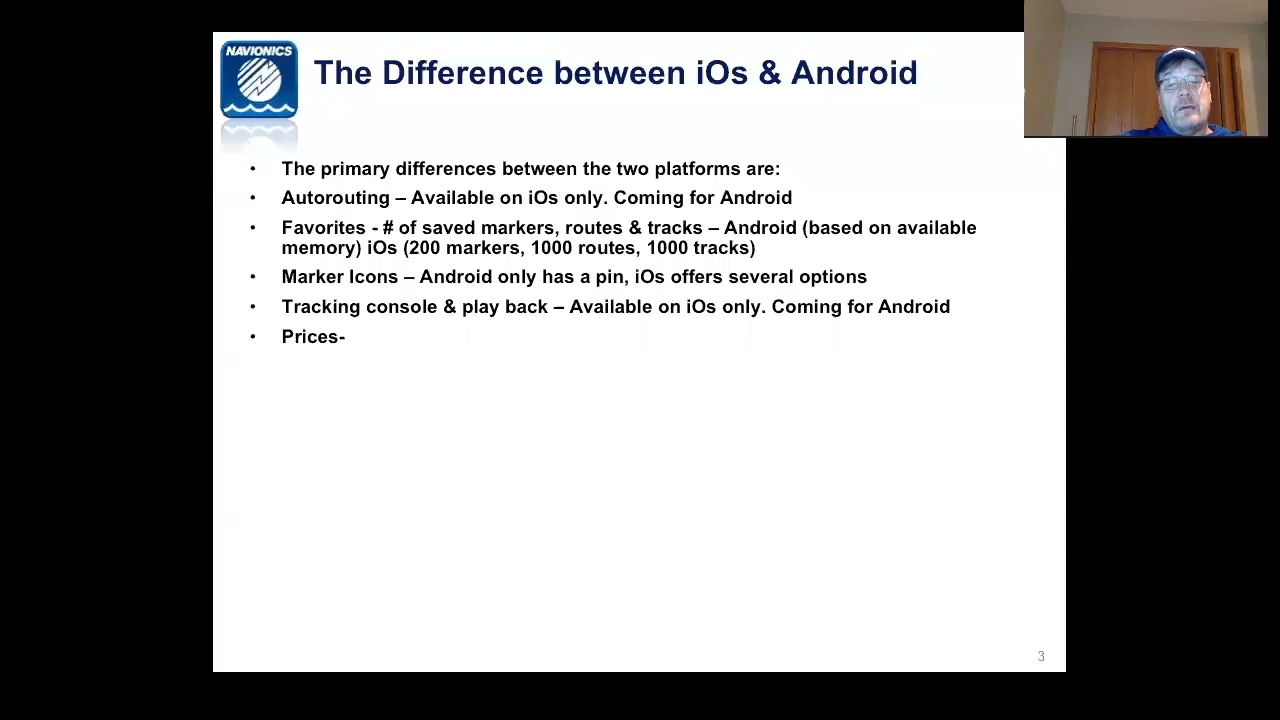 NAVIONICS
The Difference between iOs & Android
• The primary differences between the two platforms are:
• Autorouting – Available on iOs only. Coming for Android
• Favorites - # of saved markers, routes & tracks – Android (based on available
memory) iOs (200 markers, 1000 routes, 1000 tracks)
• Marker Icons – Android only has a pin, iOs offers several options
• Tracking console & play back – Available on iOs only. Coming for Android
• Prices-
3